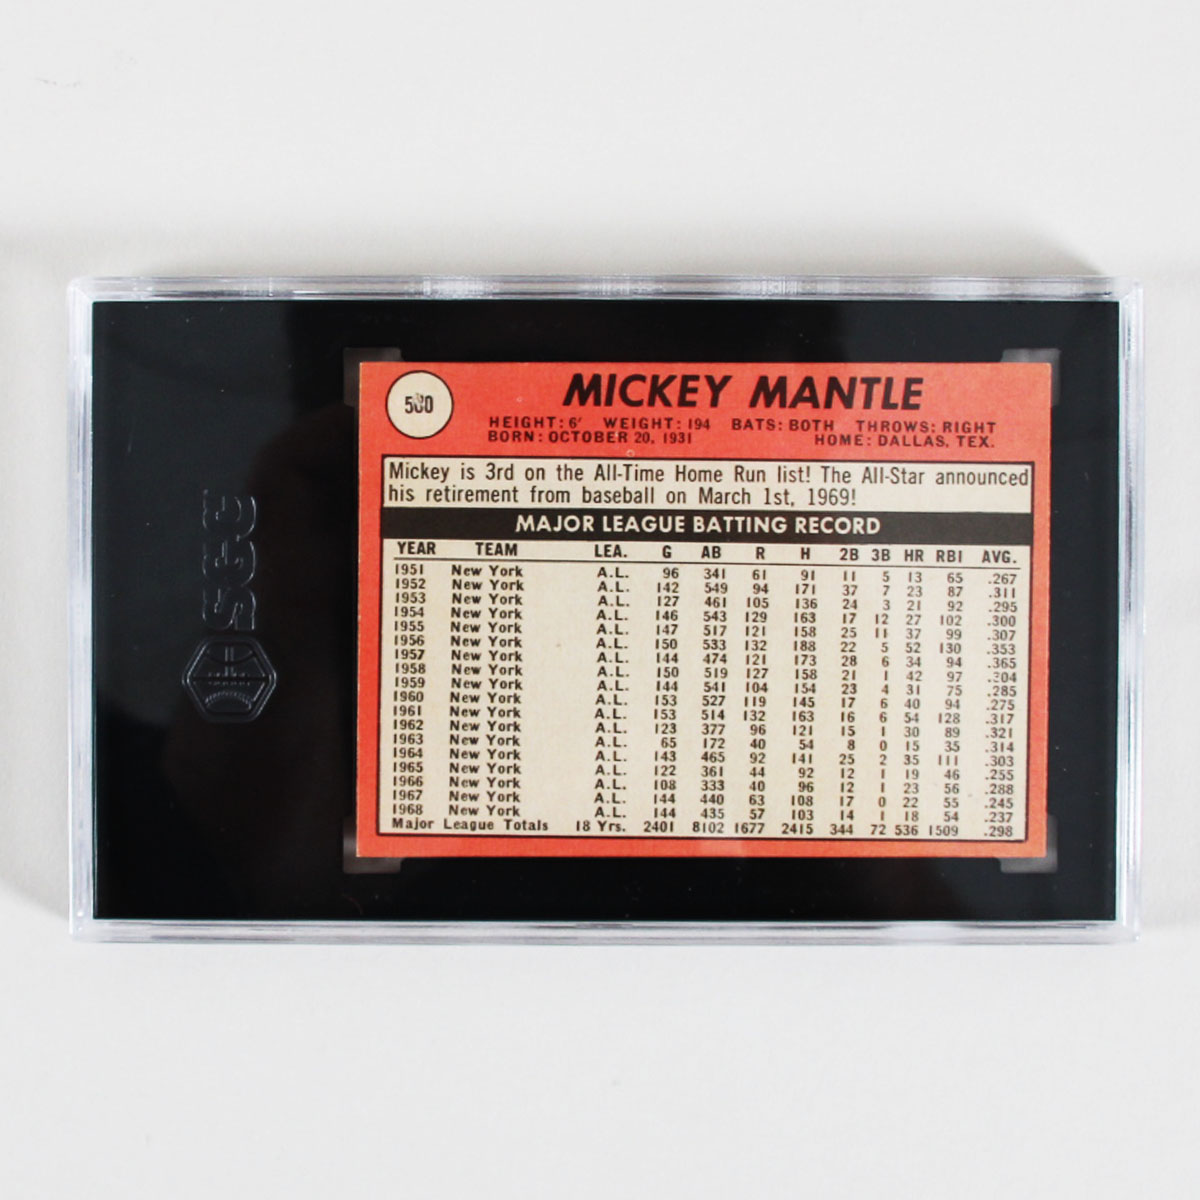 500
MICKEY MANTLE
HEIGHT: 6' WEIGHT: 194 BATS: BOTH THROWS: RIGHT
BORN: OCTOBER 20, 1931 HOME: DALLAS, TEX.
Mickey is 3rd on the All-Time Home Run list! The All-Star announced
his retirement from baseball on March 1st, 1969!
MAJOR LEAGUE BATTING RECORD
YEAR TEAM LEA. G AB R H 2B 3B HR RBI AVG.
1951 New York A.L. 96 341 61 91 11 5 13 65 .267
1952 New York A.L. 142 549 94 171 37 7 23 87 .311
1953 New York A.L. 127 461 105 136 24 3 21 92 .295
1954 New York A.L. 146 543 129 163 17 12 27 102 .300
1955 New York A.L. 147 517 121 158 25 11 37 99 .307
1956 New York A.L. 150 533 132 188 22 5 52 130 .353
1957 New York A.L. 144 474 121 173 28 6 34 94 .365
1958 New York A.L. 150 519 127 158 21 1 42 97 .304
1959 New York A.L. 144 541 104 154 23 4 31 75 .285
1960 New York A.L. 153 527 119 145 17 6 40 94 .275
1961 New York A.L. 153 514 132 163 16 6 54 128 .317
1962 New York A.L. 123 377 96 121 15 1 30 89 .321
1963 New York A.L. 65 172 40 54 8 0 15 35 .314
1964 New York A.L. 143 465 92 141 25 2 35 111 .303
1965 New York A.L. 122 361 44 92 12 1 19 46 .255
1966 New York A.L. 108 333 40 96 12 1 23 56 .288
1967 New York A.L. 144 440 63 108 17 0 22 55 .245
1968 New York A.L. 144 435 57 103 14 1 18 54 .237
Major League Totals 18 Yrs. 2401 8102 1677 2415 344 72 536 1509 .298
SGC